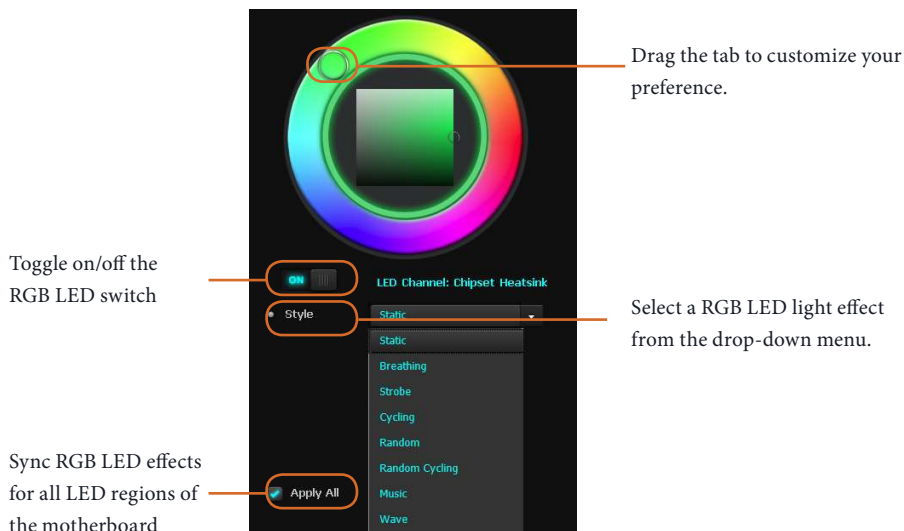 Drag the tab to customize your
preference.
Toggle on/off the
RGB LED switch
ON
LED Channel: Chipset Heatsink
Style
Static
Select a RGB LED light effect
from the drop-down menu.
Static
Breathing
Strobe
Cycling
Random
Random Cycling
Music
Wave
Sync RGB LED effects
for all LED regions of
the motherboard
Apply All